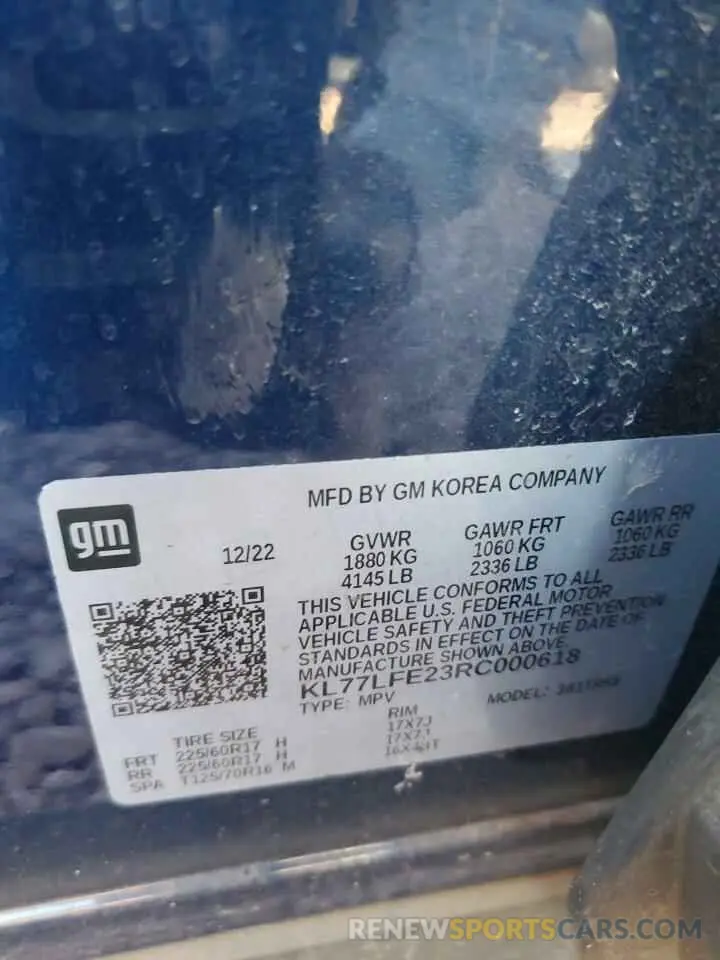 MFD BY GM KOREA COMPANY
gm
12/22
GVWR
1880 KG
4145 LB
GAWR FRT
1060 KG
2336 LB
GAWR RR
1060 KG
2336 LB
THIS VEHICLE CONFORMS TO ALL
APPLICABLE U.S. FEDERAL MOTOR
VEHICLE SAFETY AND THEFT PREVENTION
STANDARDS IN EFFECT ON THE DATE OF
MANUFACTURE SHOWN ABOVE
KL77LFE23RC000618
TYPE: MPV
MODEL:
TIRE SIZE
RIM
FRT 225/60R17 H 17X7J
RR 225/60R17 H 17X7J
SPA T125/70R16 M
RENEWSPORTSCARS.COM